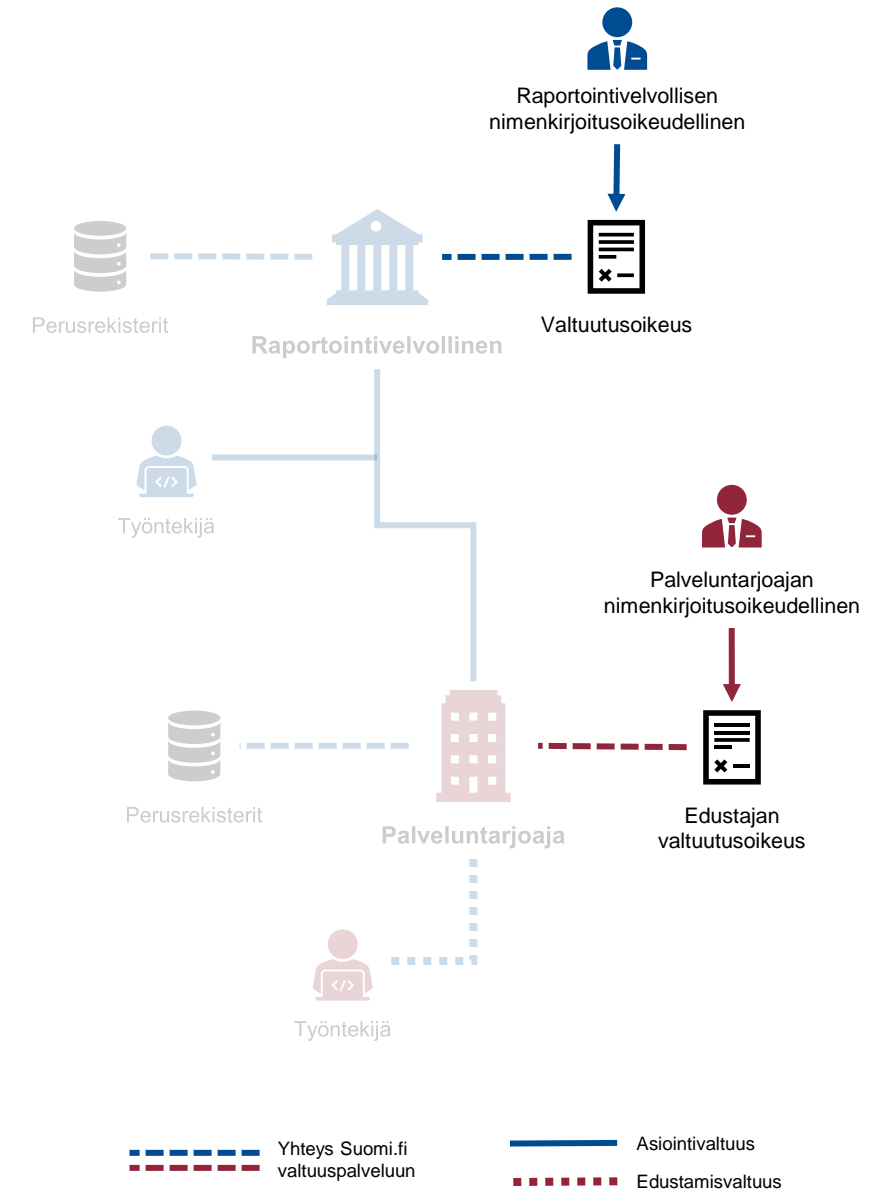 Raportointivelvollisen
nimenkirjoitusoikeudellinen
Valtuutusoikeus
Perusrekisterit
Raportointivelvollinen
</>
Työntekijä
Palveluntarjoajan
nimenkirjoitusoikeudellinen
Edustajan
valtuutusoikeus
Perusrekisterit
Palveluntarjoaja
</>
Työntekijä
Yhteys Suomi.fi
valtuuspalveluun
Asiointivaltuus
Edustamisvaltuus